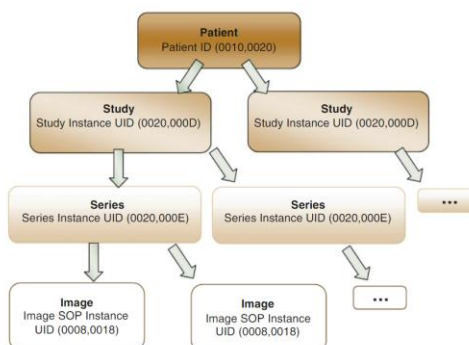 Patient
Patient ID (0010,0020)
Study
Study Instance UID (0020,000D)
Study
Study Instance UID (0020,000D)
Series
Series Instance UID (0020,000E)
Series
Series Instance UID (0020,000E)
...
Image
Image SOP Instance
UID (0008,0018)
Image
Image SOP Instance
UID (0008,0018)
...